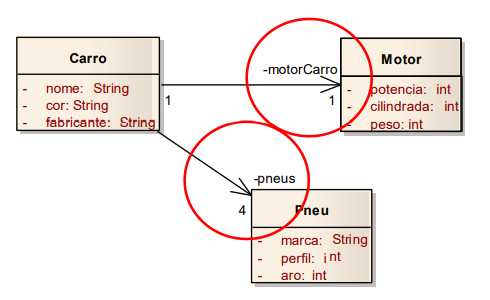 Carro
- nome: String
- cor: String
- fabricante: String
-motorCarro
1
1
Motor
- potencia: int
- cilindrada: int
- peso: int
-pneus
4
Pneu
- marca: String
- perfil: int
- aro: int